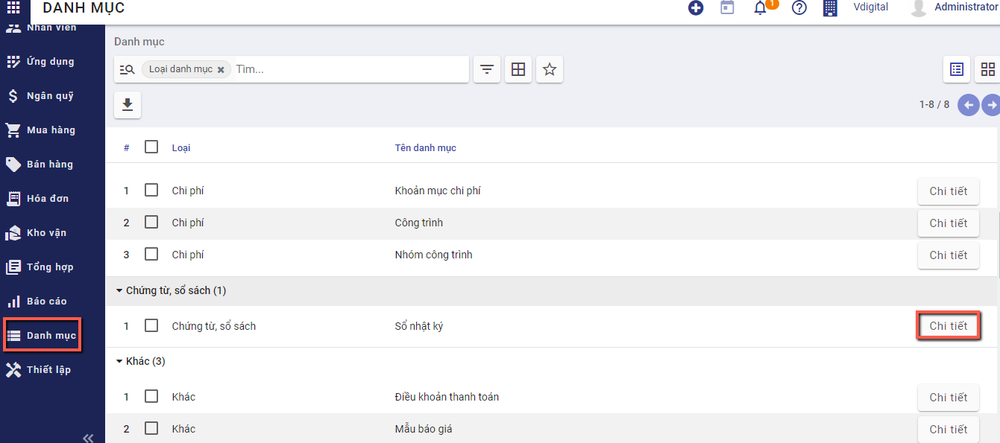 DANH MỤC
1
Vdigital
Administrator
Nhân viên
Ứng dụng
Ngân quỹ
Mua hàng
Bán hàng
Hóa đơn
Kho vận
Tổng hợp
Báo cáo
Danh mục
Thiết lập
Danh mục
Loại danh mục × Tìm...
1-8 / 8
# Loại Tên danh mục
1 Chi phí Khoản mục chi phí Chi tiết
2 Chi phí Công trình Chi tiết
3 Chi phí Nhóm công trình Chi tiết
Chứng từ, sổ sách (1)
1 Chứng từ, sổ sách Sổ nhật ký Chi tiết
Khác (3)
1 Khác Điều khoản thanh toán Chi tiết
2 Khác Mẫu báo giá Chi tiết